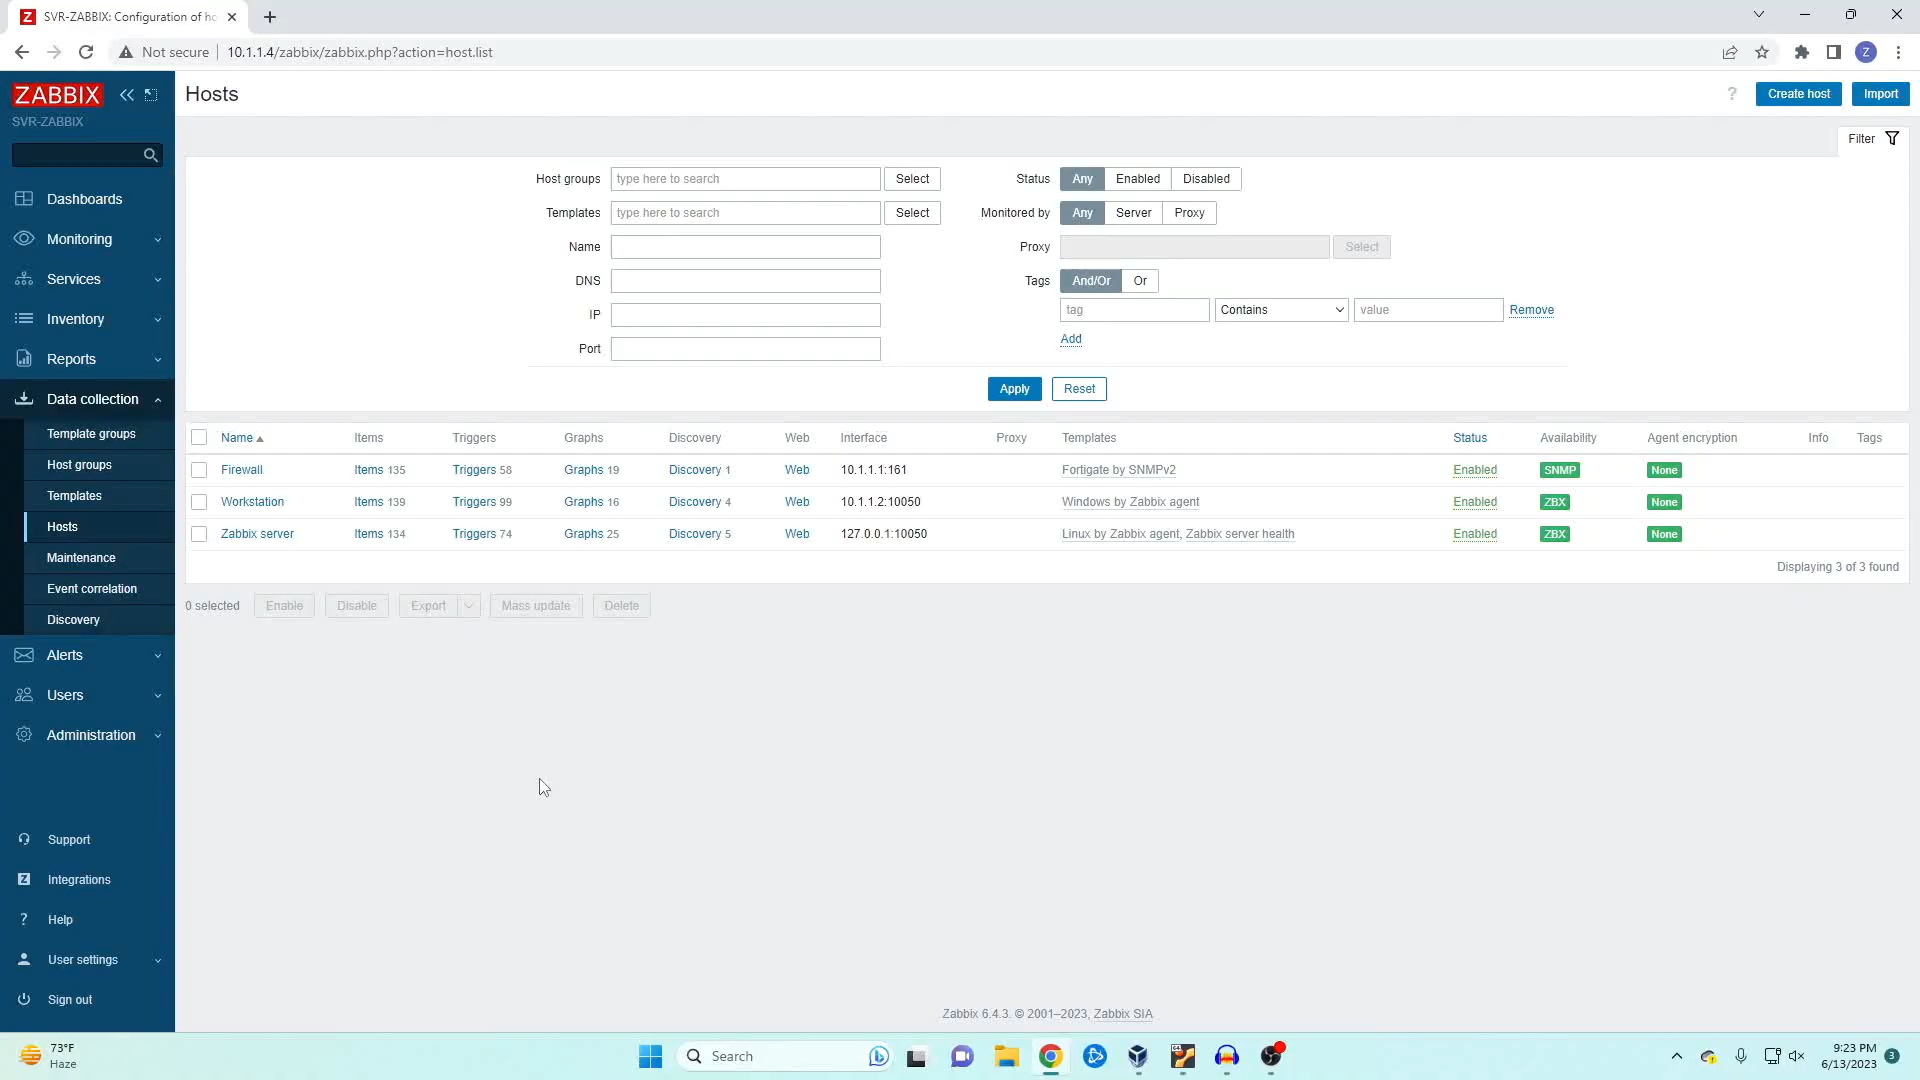 SVR-ZABBIX: Configuration of ho
Not secure 10.1.1.4/zabbix/zabbix.php?action=host.list
Z
ZABBIX
SVR-ZABBIX
Dashboards
Monitoring
Services
Inventory
Reports
Data collection
Template groups
Host groups
Templates
Hosts
Maintenance
Event correlation
Discovery
Alerts
Users
Administration
Support
Integrations
Help
User settings
Sign out
Hosts
? Create host Import
Filter
Host groups type here to search Select
Templates type here to search Select
Name
DNS
IP
Port
Status Any Enabled Disabled
Monitored by Any Server Proxy
Proxy Select
Tags And/Or Or
tag Contains value Remove
Add
Apply Reset
Name Items Triggers Graphs Discovery Web Interface Proxy Templates Status Availability Agent encryption Info Tags
Firewall Items 135 Triggers 58 Graphs 19 Discovery 1 Web 10.1.1.1:161 Fortigate by SNMPv2 Enabled SNMP None
Workstation Items 139 Triggers 99 Graphs 16 Discovery 4 Web 10.1.1.2:10050 Windows by Zabbix agent Enabled ZBX None
Zabbix server Items 134 Triggers 74 Graphs 25 Discovery 5 Web 127.0.0.1:10050 Linux by Zabbix agent, Zabbix server health Enabled ZBX None
Displaying 3 of 3 found
0 selected Enable Disable Export Mass update Delete
Zabbix 6.4.3. © 2001–2023, Zabbix SIA
73°F
Haze
Search
9:23 PM
6/13/2023
3